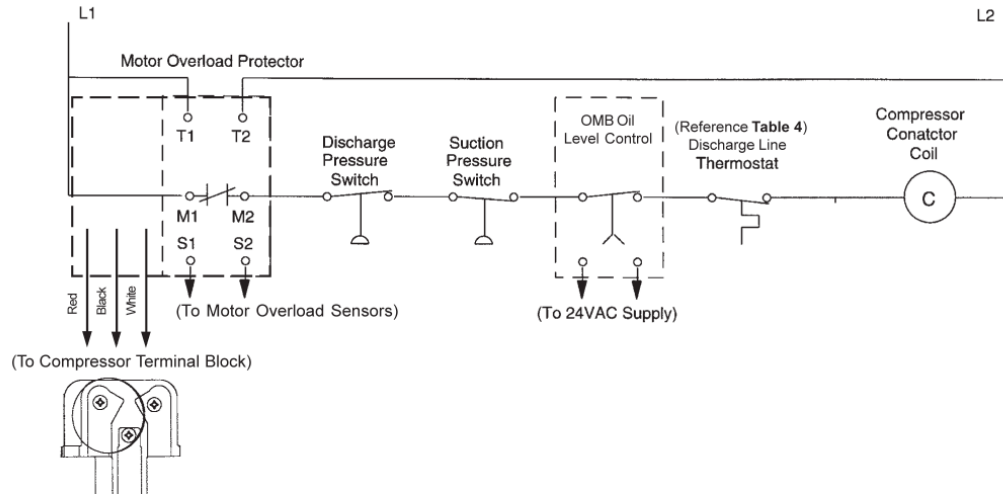 L1
L2
Motor Overload Protector
T1
T2
OMB Oil
Level Control
(Reference Table 4)
Discharge Line
Thermostat
Compressor
Conatctor
Coil
Discharge
Pressure
Switch
Suction
Pressure
Switch
C
M1
M2
S1
S2
Red
Black
White
(To Motor Overload Sensors)
(To 24VAC Supply)
(To Compressor Terminal Block)